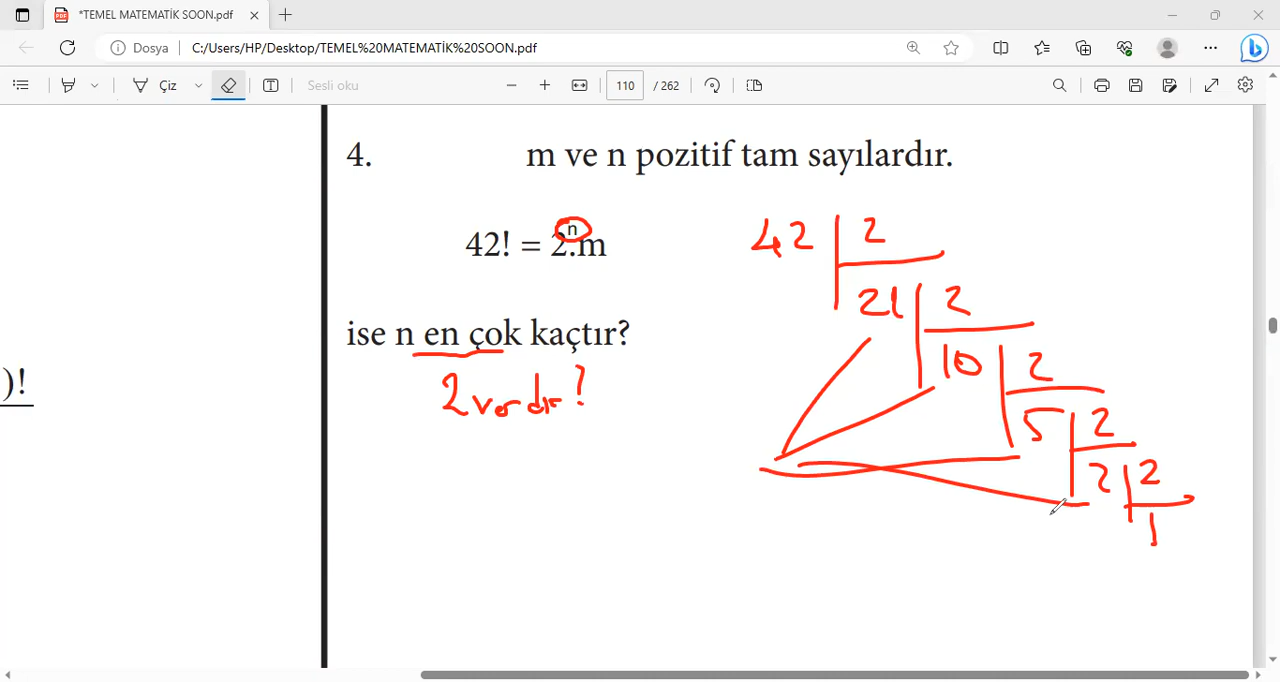 *TEMEL MATEMATİK SOON.pdf
Dosya | C:/Users/HP/Desktop/TEMEL%20MATEMATİK%20SOON.pdf
Çiz
Sesli oku
110 / 262
4. m ve n pozitif tam sayılardır.
42! = 2ⁿ.m
ise n en çok kaçtır?
2 vardır?
)!
42 2
21 2
10 2
5 2
2 2
1